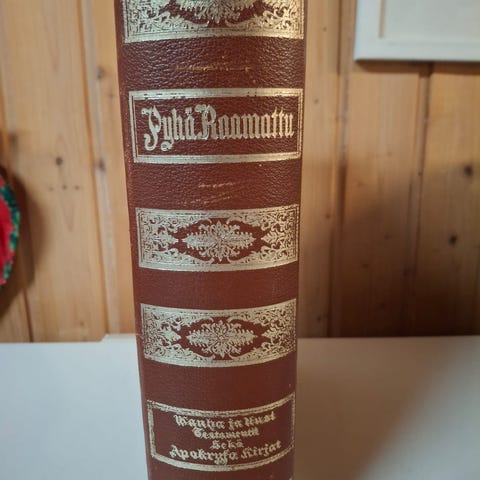 Pyhä Raamattu
Wanha ja Uusi
Testamentti
Sekä
Apokryfa Kirjat